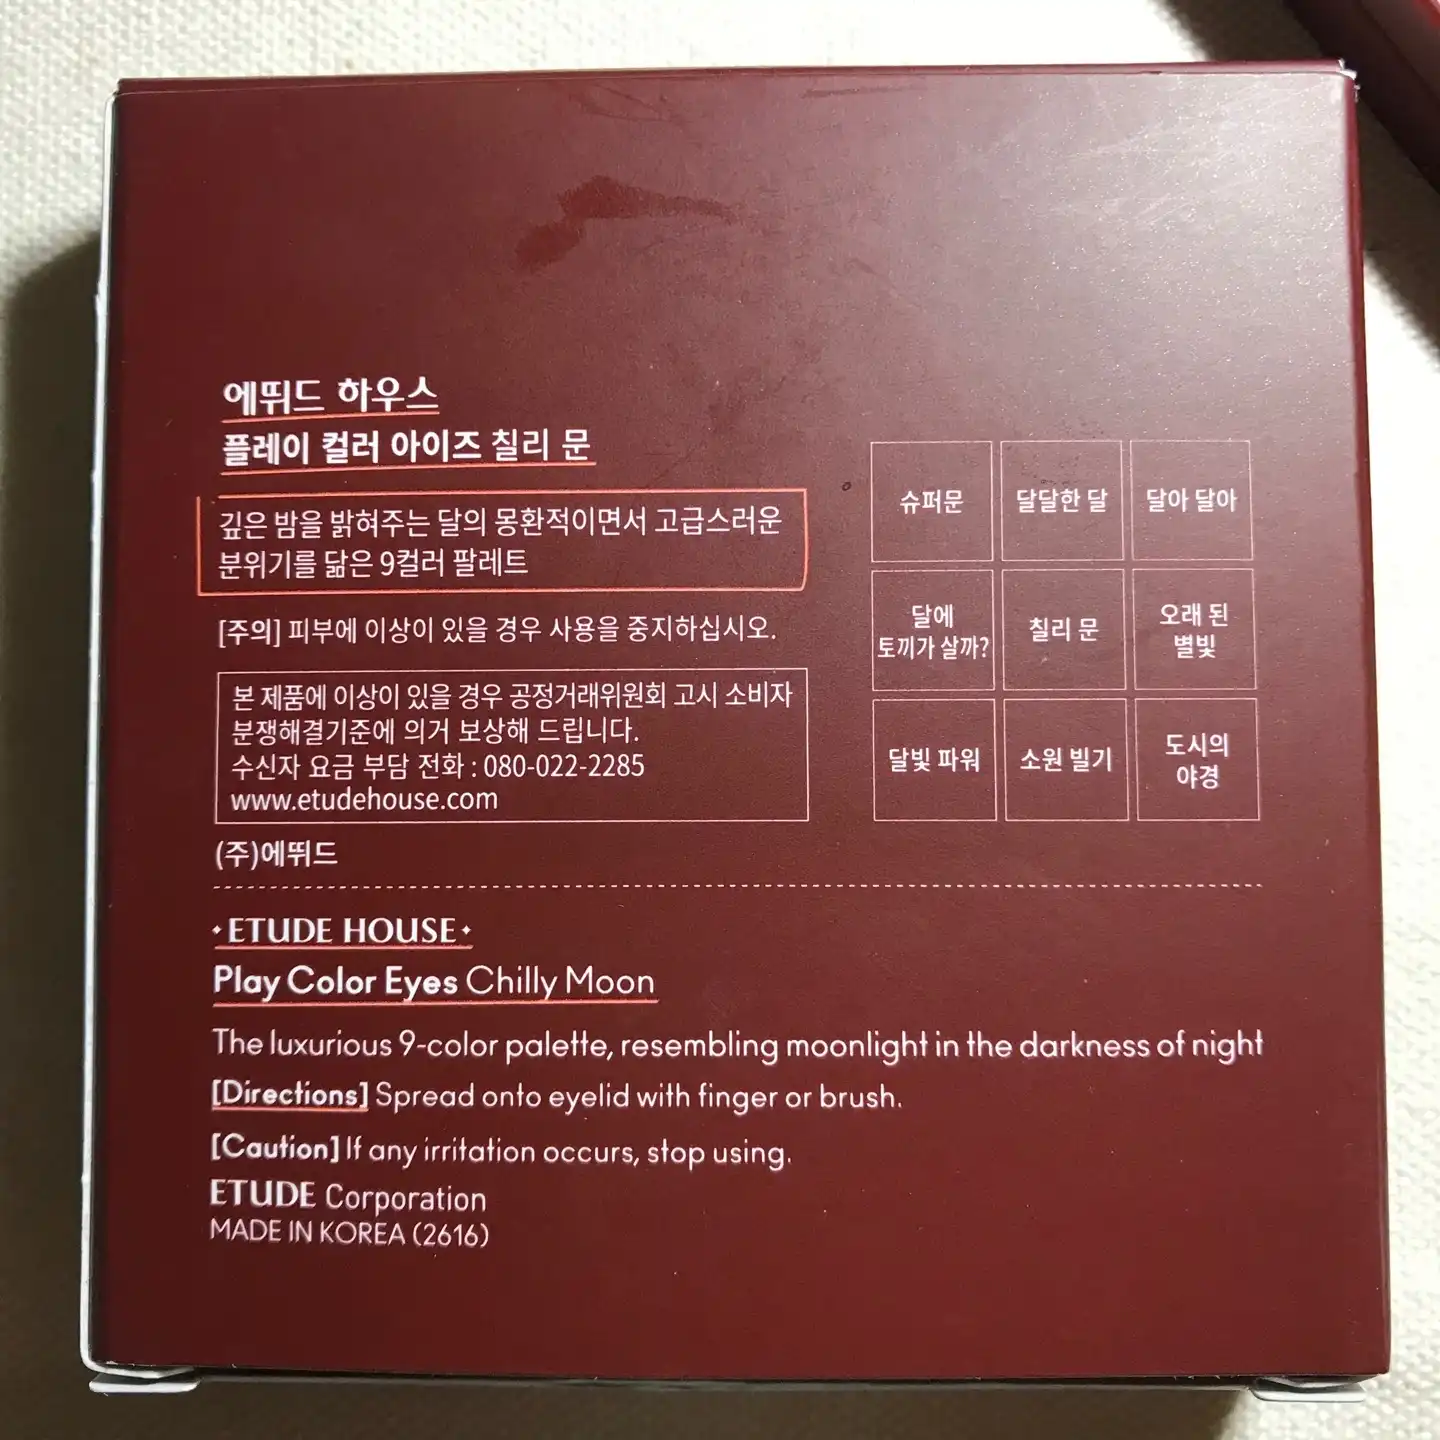 에뛰드 하우스
플레이 컬러 아이즈 칠리 문
깊은 밤을 밝혀주는 달의 몽환적이면서 고급스러운
분위기를 닮은 9컬러 팔레트
[주의] 피부에 이상이 있을 경우 사용을 중지하십시오.
본 제품에 이상이 있을 경우 공정거래위원회 고시 소비자
분쟁해결기준에 의거 보상해 드립니다.
수신자 요금 부담 전화 : 080-022-2285
www.etudehouse.com
(주)에뛰드
슈퍼문
달달한 달
달아 달아
달에
토끼가 살까?
칠리 문
오래 된
별빛
달빛 파워
소원 빌기
도시의
야경
·ETUDE HOUSE·
Play Color Eyes Chilly Moon
The luxurious 9-color palette, resembling moonlight in the darkness of night
[Directions] Spread onto eyelid with finger or brush.
[Caution] If any irritation occurs, stop using.
ETUDE Corporation
MADE IN KOREA (2616)